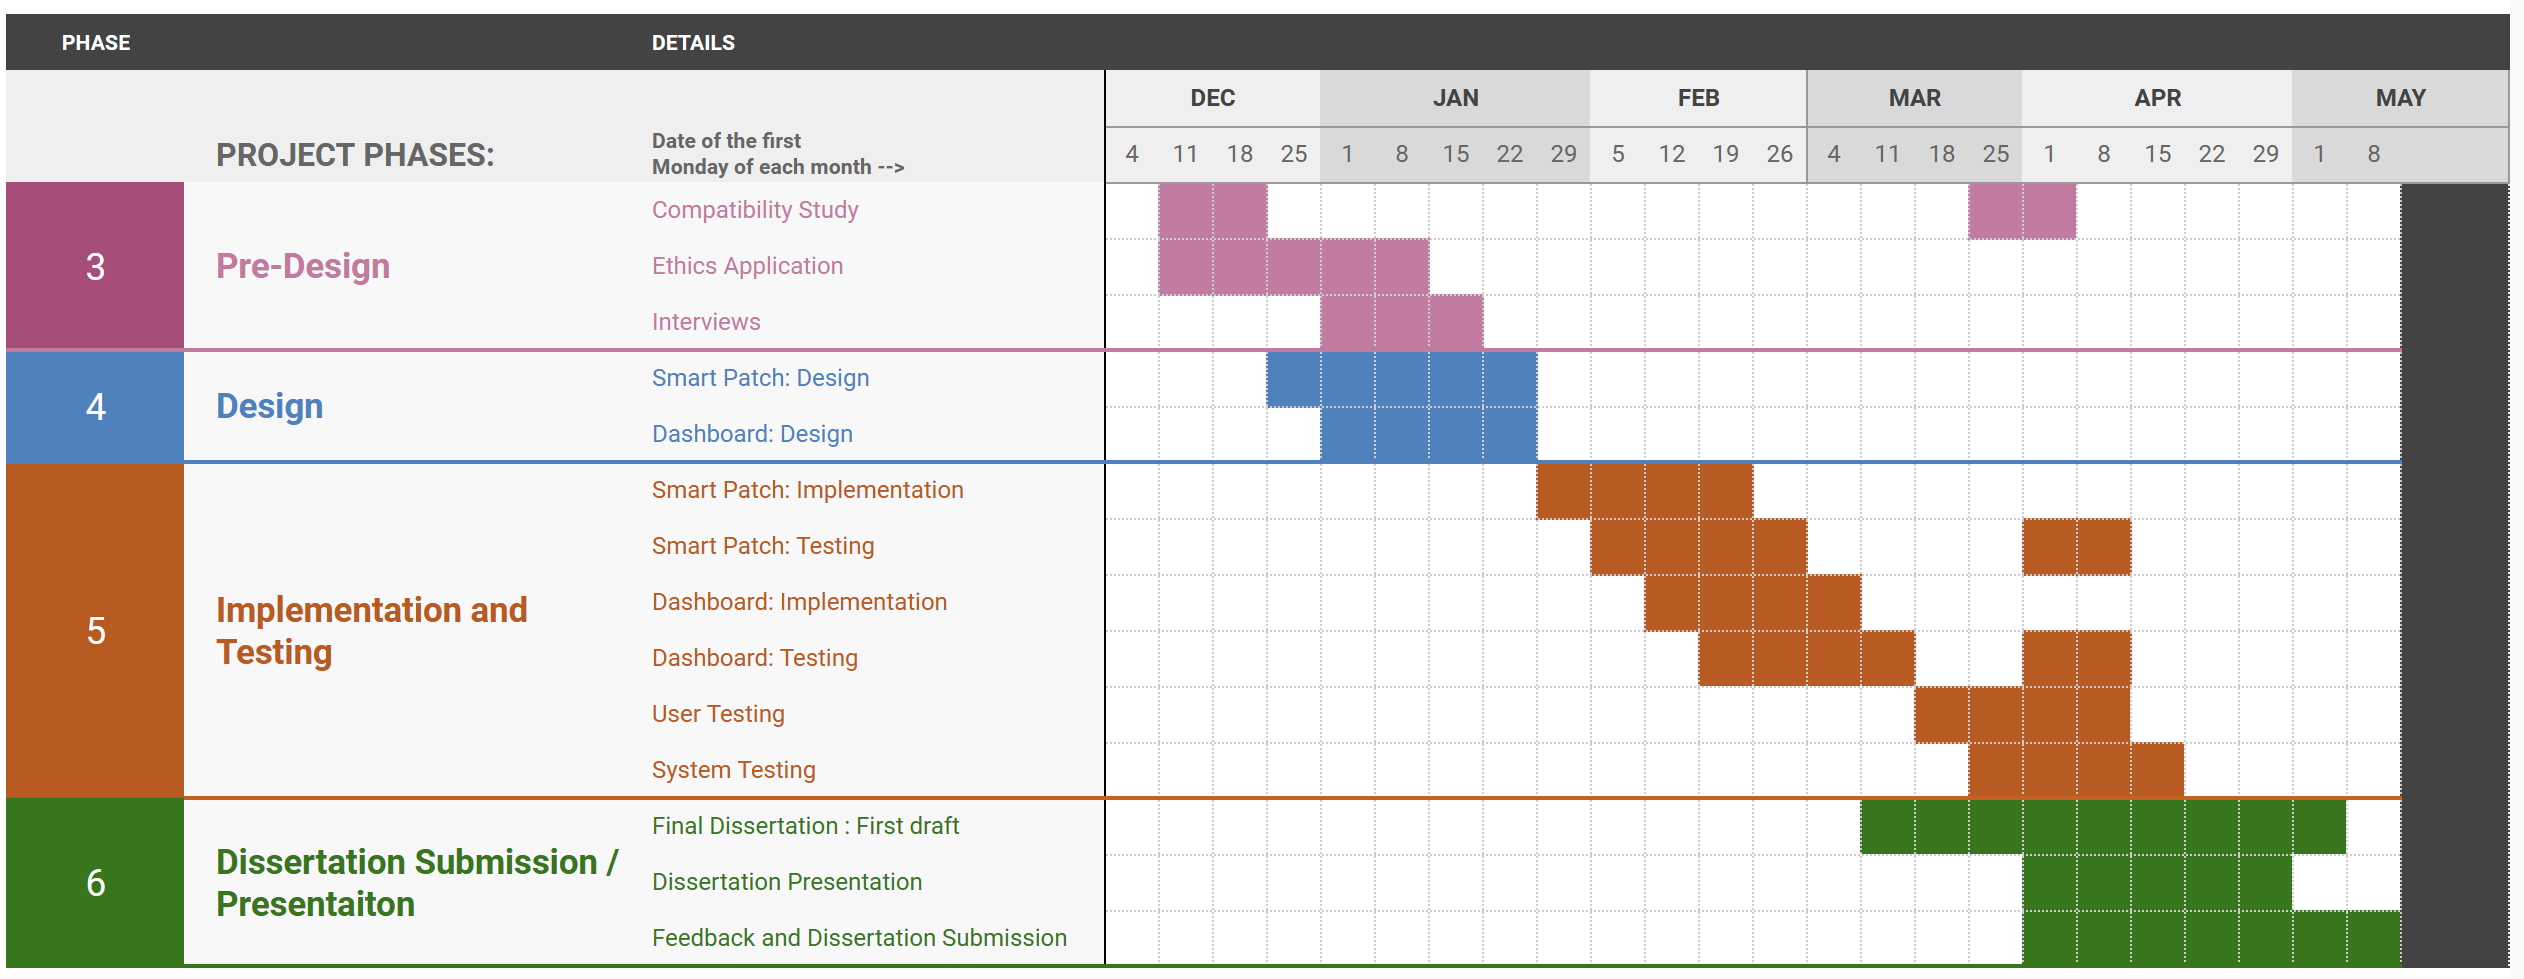 PHASE DETAILS
DEC JAN FEB MAR APR MAY
PROJECT PHASES:
Date of the first
Monday of each month -->
4 11 18 25 1 8 15 22 29 5 12 19 26 4 11 18 25 1 8 15 22 29 1 8
3
Pre-Design
Compatibility Study
Ethics Application
Interviews
4
Design
Smart Patch: Design
Dashboard: Design
5
Implementation and
Testing
Smart Patch: Implementation
Smart Patch: Testing
Dashboard: Implementation
Dashboard: Testing
User Testing
System Testing
6
Dissertation Submission /
Presentaiton
Final Dissertation : First draft
Dissertation Presentation
Feedback and Dissertation Submission